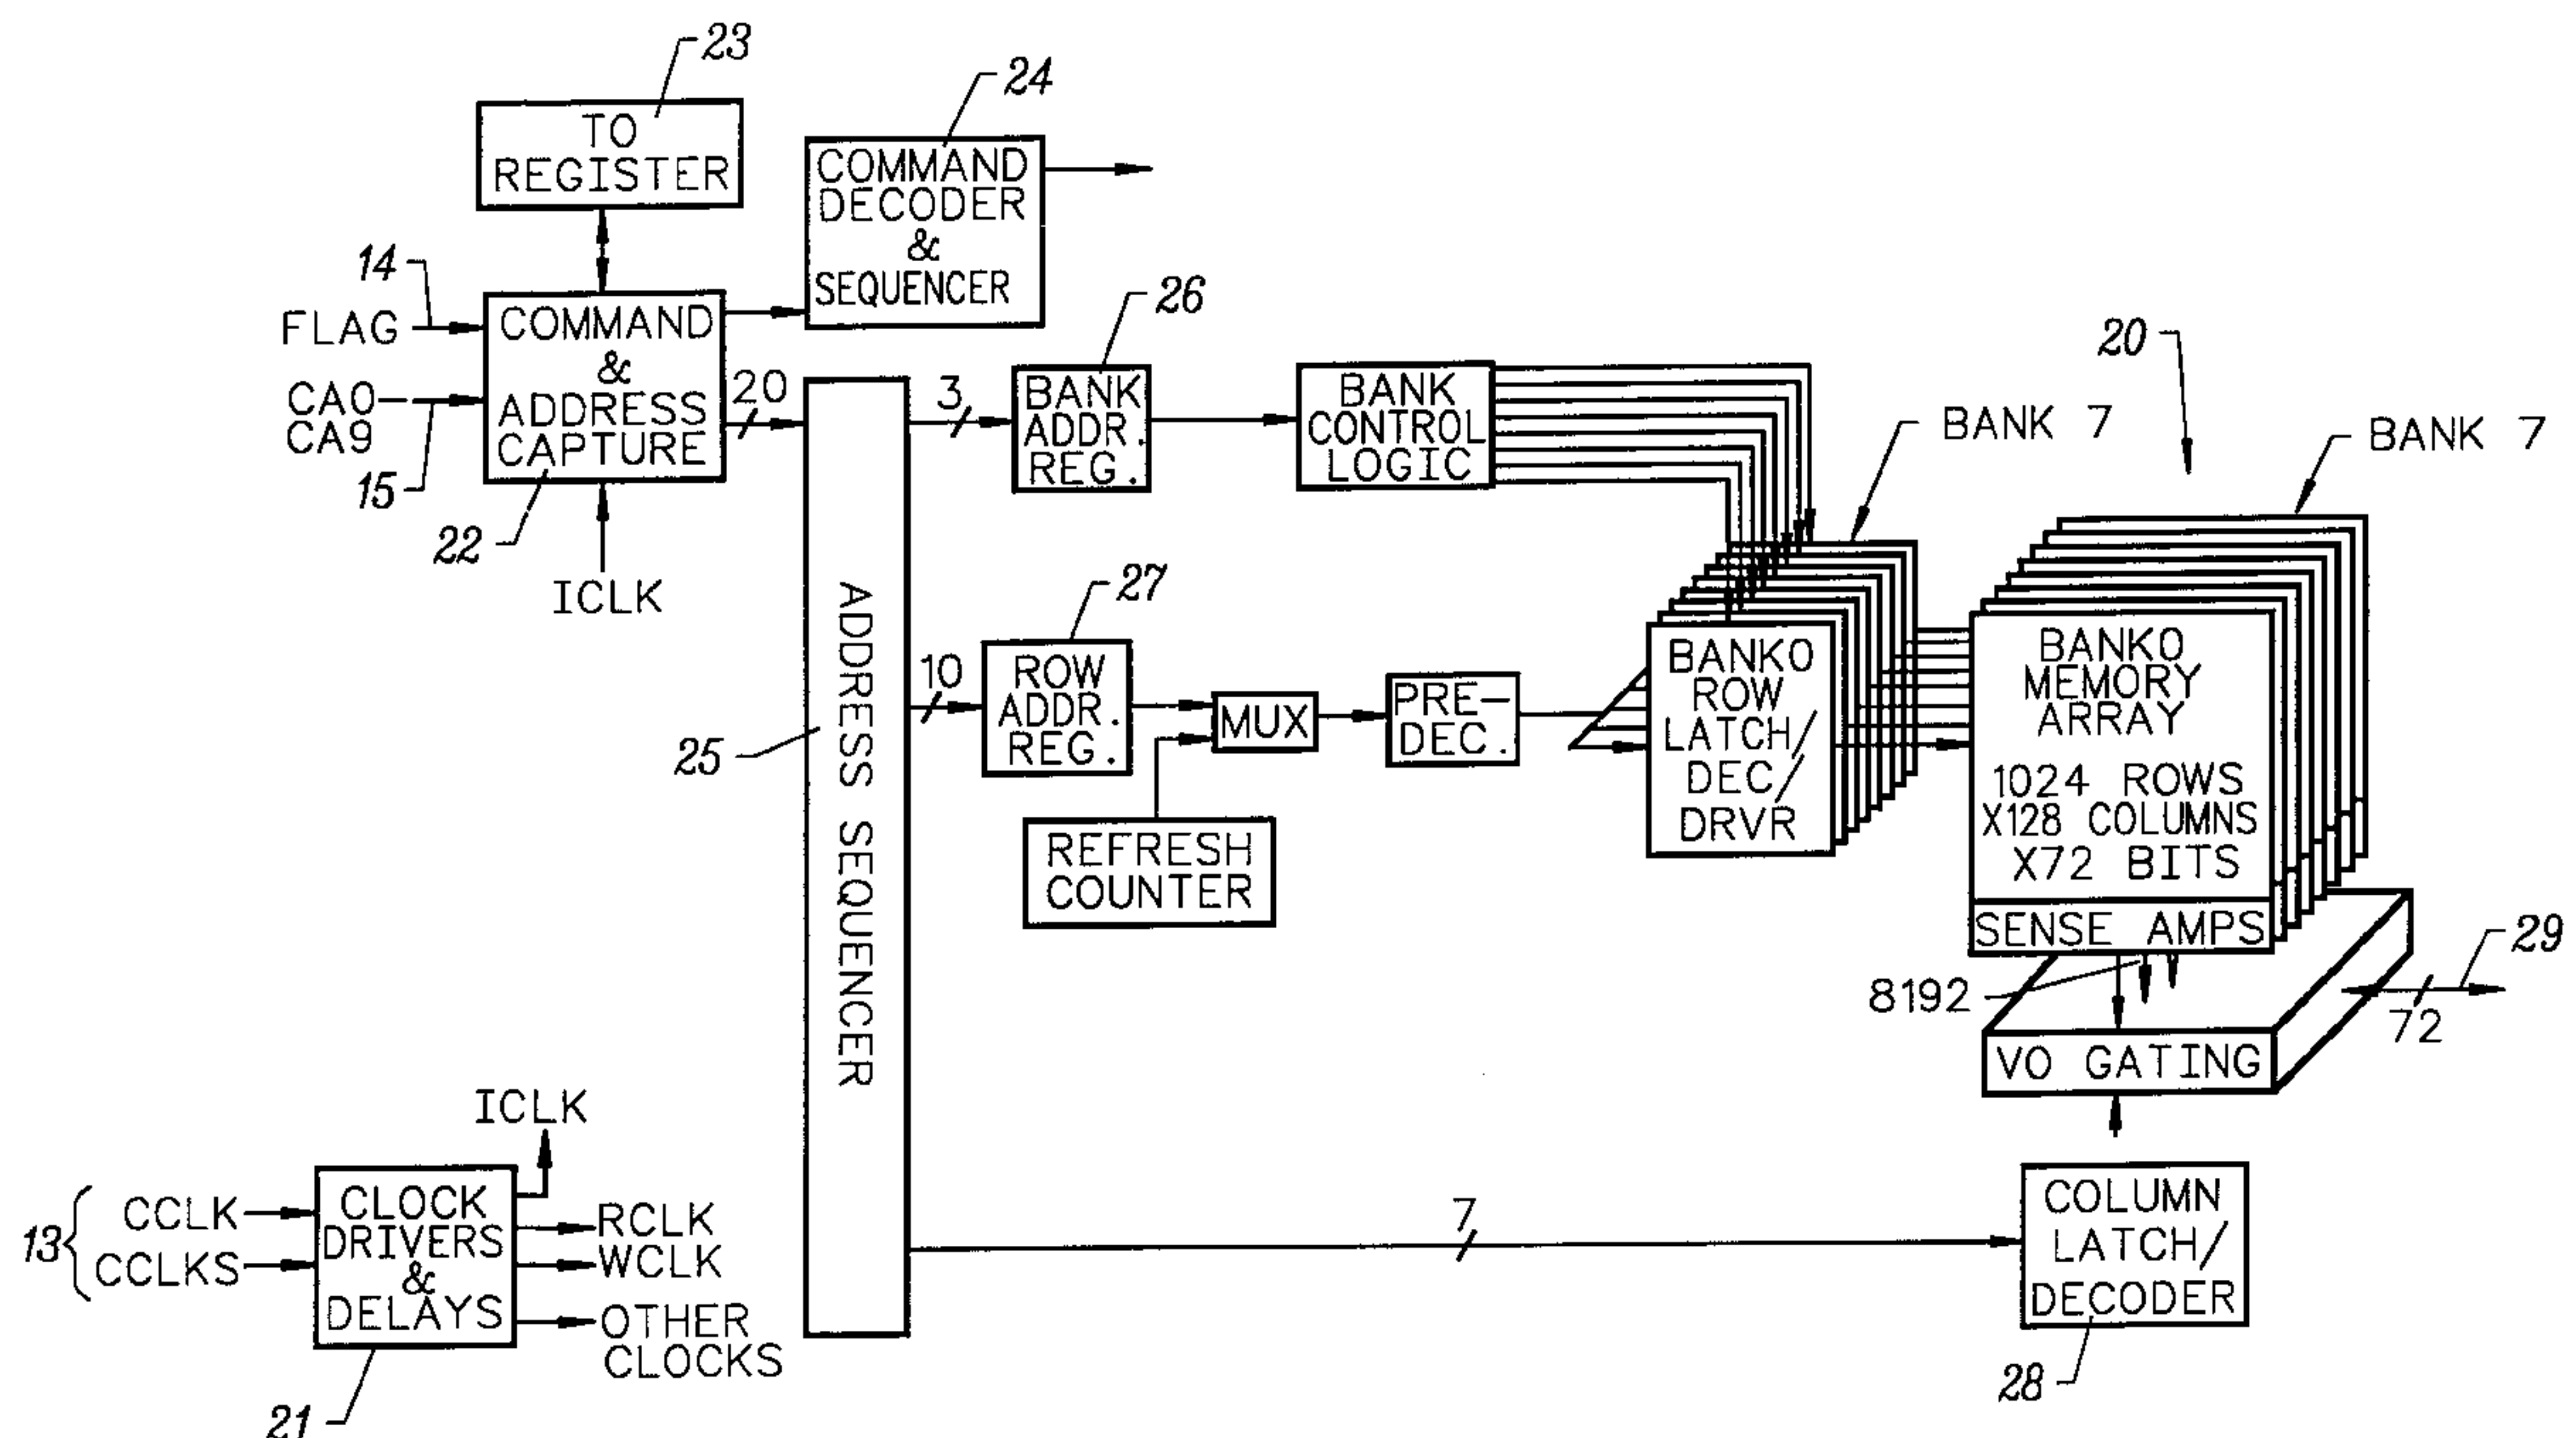 23
TO
REGISTER
24
COMMAND
DECODER
&
SEQUENCER
14
FLAG
CA0-
CA9
15
COMMAND
&
ADDRESS
CAPTURE
22
ICLK
20
25
ADDRESS SEQUENCER
3
26
BANK
ADDR.
REG.
BANK
CONTROL
LOGIC
10
27
ROW
ADDR.
REG.
MUX
REFRESH
COUNTER
PRE-
DEC.
BANK 7
BANK0
ROW
LATCH/
DEC/
DRVR
20
BANK 7
BANK0
MEMORY
ARRAY
1024 ROWS
X128 COLUMNS
X72 BITS
SENSE AMPS
8192
VO GATING
29
72
7
COLUMN
LATCH/
DECODER
28
13
CCLK
CCLKS
CLOCK
DRIVERS
&
DELAYS
21
ICLK
RCLK
WCLK
OTHER
CLOCKS